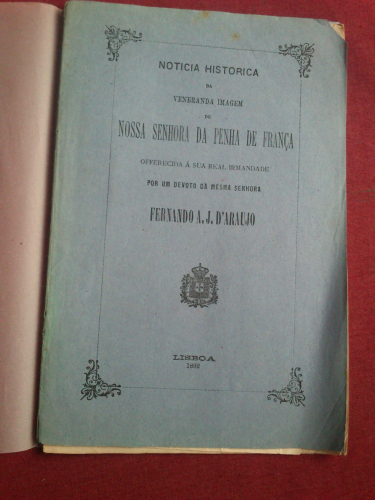 NOTICIA HISTORICA
DA
VENERANDA IMAGEM
DE
NOSSA SENHORA DA PENHA DE FRANÇA
OFFERECIDA Á SUA REAL IRMANDADE
POR UM DEVOTO DA MESMA SENHORA
FERNANDO A. J. D'ARAUJO
LISBOA